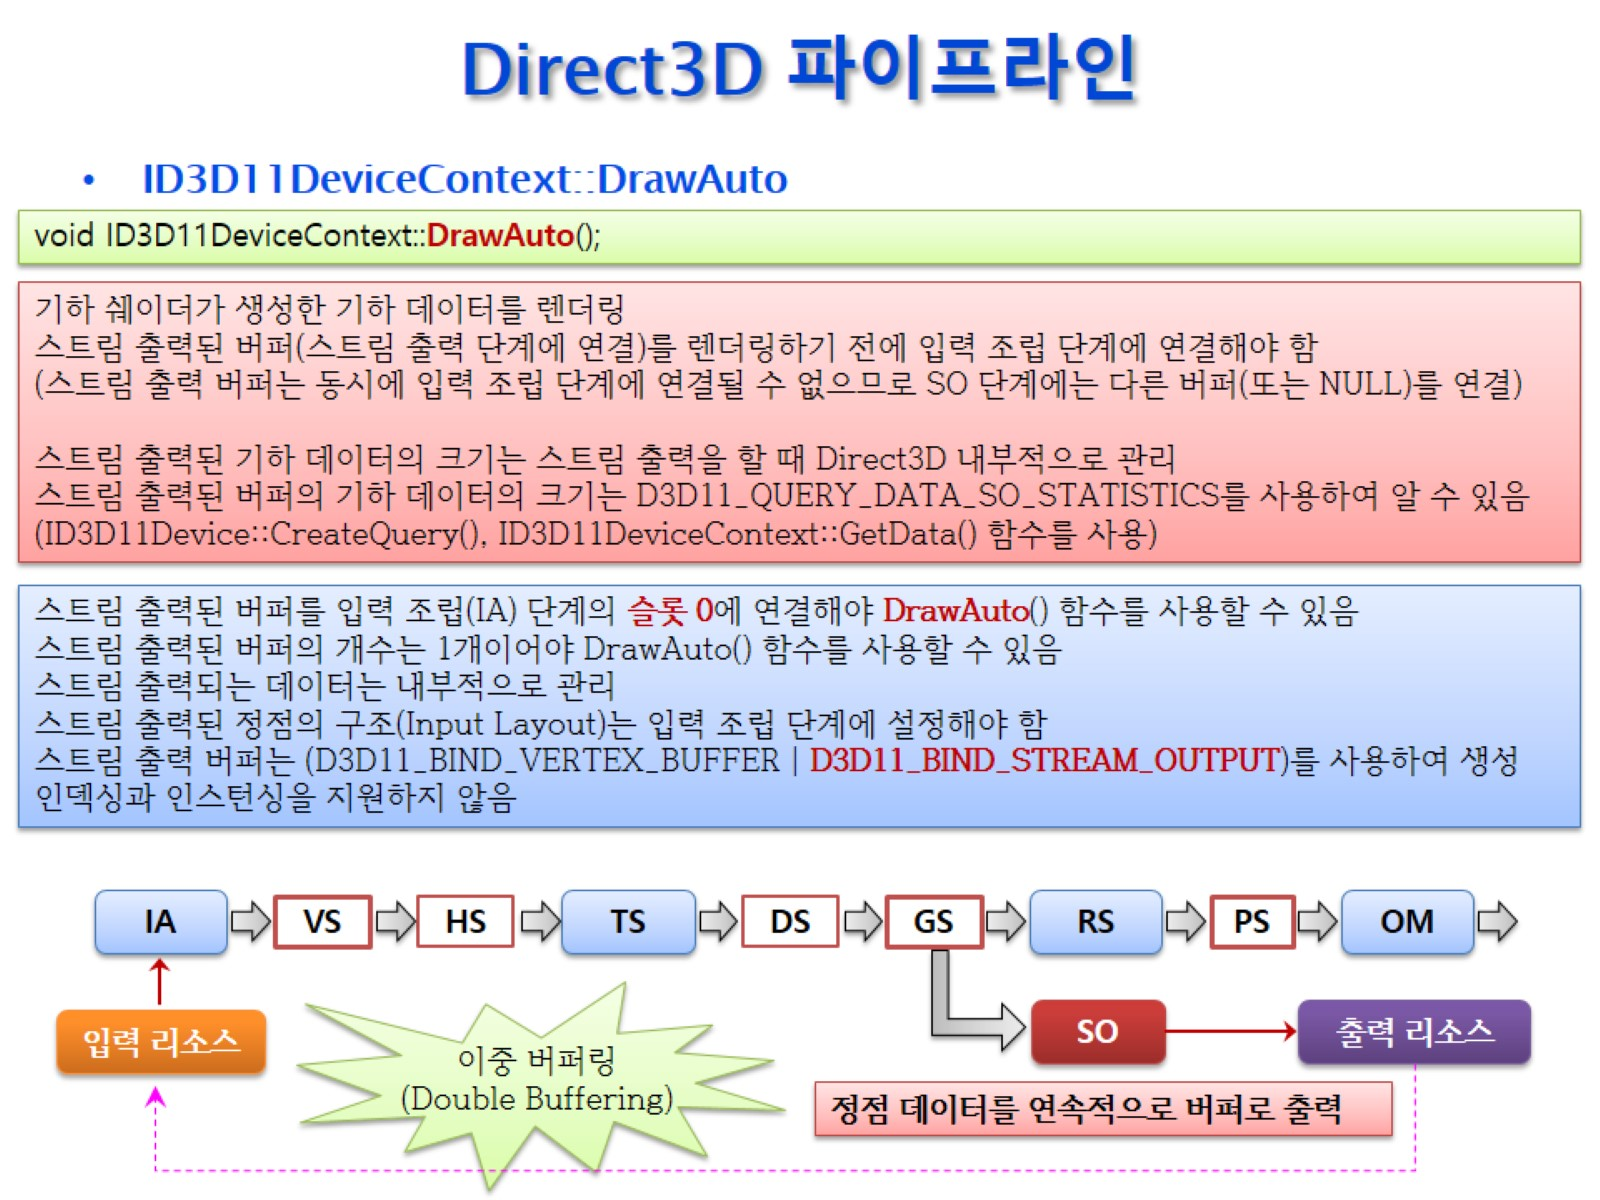 Direct3D 파이프라인
• ID3D11DeviceContext::DrawAuto
void ID3D11DeviceContext::DrawAuto();
기하 쉐이더가 생성한 기하 데이터를 렌더링
스트림 출력된 버퍼(스트림 출력 단계에 연결)를 렌더링하기 전에 입력 조립 단계에 연결해야 함
(스트림 출력 버퍼는 동시에 입력 조립 단계에 연결될 수 없으므로 SO 단계에는 다른 버퍼(또는 NULL)를 연결)
스트림 출력된 기하 데이터의 크기는 스트림 출력을 할 때 Direct3D 내부적으로 관리
스트림 출력된 버퍼의 기하 데이터의 크기는 D3D11_QUERY_DATA_SO_STATISTICS를 사용하여 알 수 있음
(ID3D11Device::CreateQuery(), ID3D11DeviceContext::GetData() 함수를 사용)
스트림 출력된 버퍼를 입력 조립(IA) 단계의 슬롯 0에 연결해야 DrawAuto() 함수를 사용할 수 있음
스트림 출력된 버퍼의 개수는 1개이어야 DrawAuto() 함수를 사용할 수 있음
스트림 출력되는 데이터는 내부적으로 관리
스트림 출력된 정점의 구조(Input Layout)는 입력 조립 단계에 설정해야 함
스트림 출력 버퍼는 (D3D11_BIND_VERTEX_BUFFER | D3D11_BIND_STREAM_OUTPUT)를 사용하여 생성
인덱싱과 인스턴싱을 지원하지 않음
IA VS HS TS DS GS RS PS OM
입력 리소스
이중 버퍼링
(Double Buffering)
SO
출력 리소스
정점 데이터를 연속적으로 버퍼로 출력